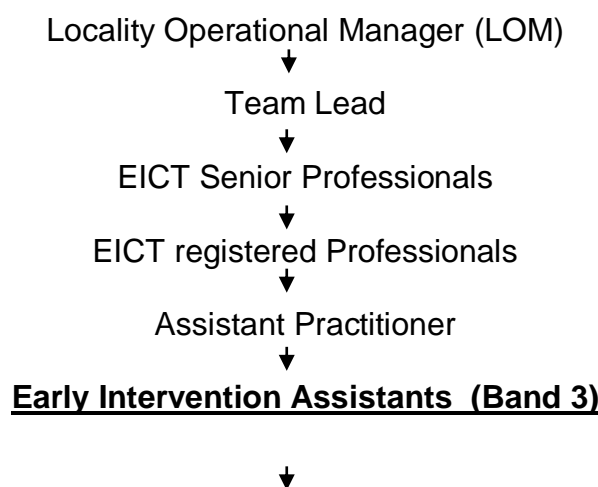 Locality Operational Manager (LOM)
Team Lead
EICT Senior Professionals
EICT registered Professionals
Assistant Practitioner
Early Intervention Assistants (Band 3)